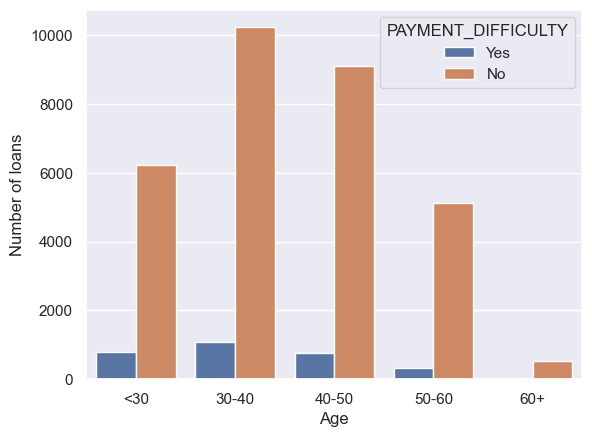 PAYMENT_DIFFICULTY
Yes
No
10000
8000
6000
4000
2000
0
Number of loans
<30 30-40 40-50 50-60 60+
Age